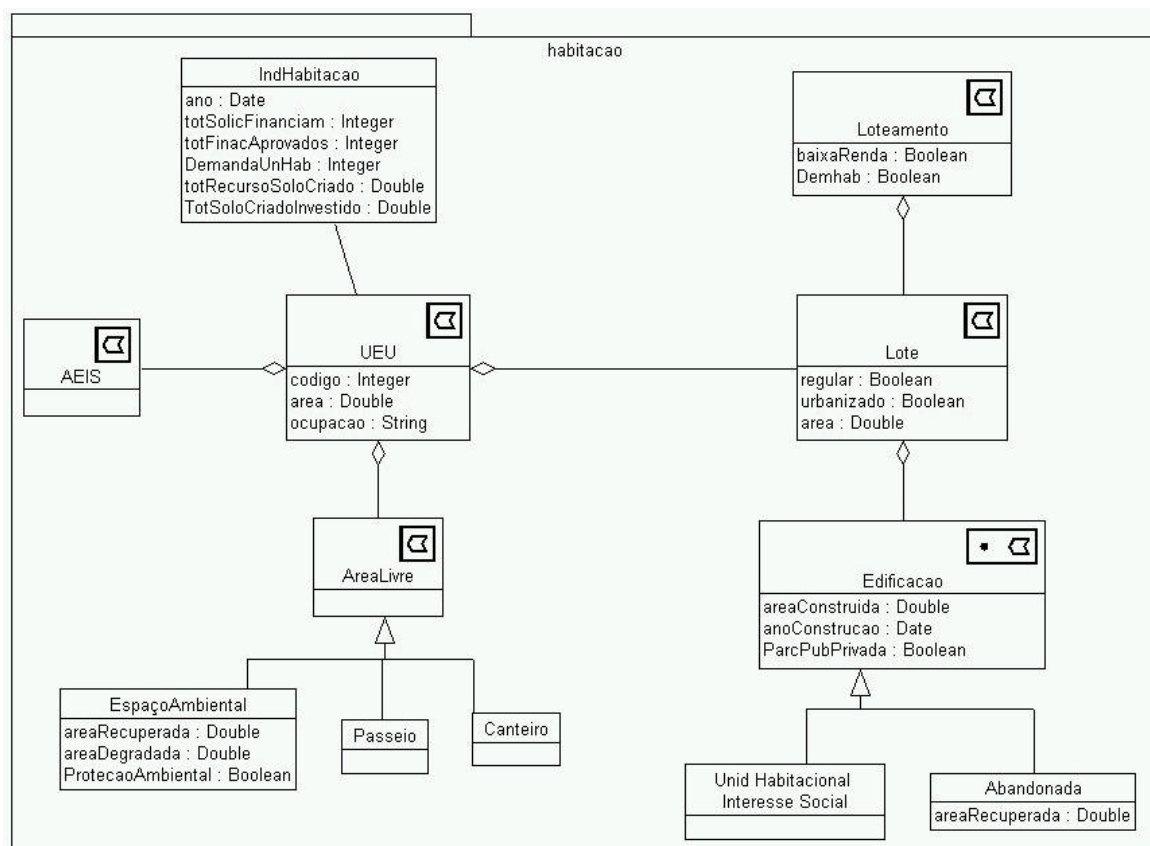 habitacao
IndHabitacao
ano : Date
totSolicFinanciam : Integer
totFinacAprovados : Integer
DemandaUnHab : Integer
totRecursoSoloCriado : Double
TotSoloCriadoInvestido : Double
Loteamento
baixaRenda : Boolean
Demhab : Boolean
AEIS
UEU
codigo : Integer
area : Double
ocupacao : String
Lote
regular : Boolean
urbanizado : Boolean
area : Double
AreaLivre
Edificacao
areaConstruida : Double
anoConstrucao : Date
ParcPubPrivada : Boolean
EspaçoAmbiental
areaRecuperada : Double
areaDegradada : Double
ProtecaoAmbiental : Boolean
Passeio
Canteiro
Unid Habitacional
Interesse Social
Abandonada
areaRecuperada : Double